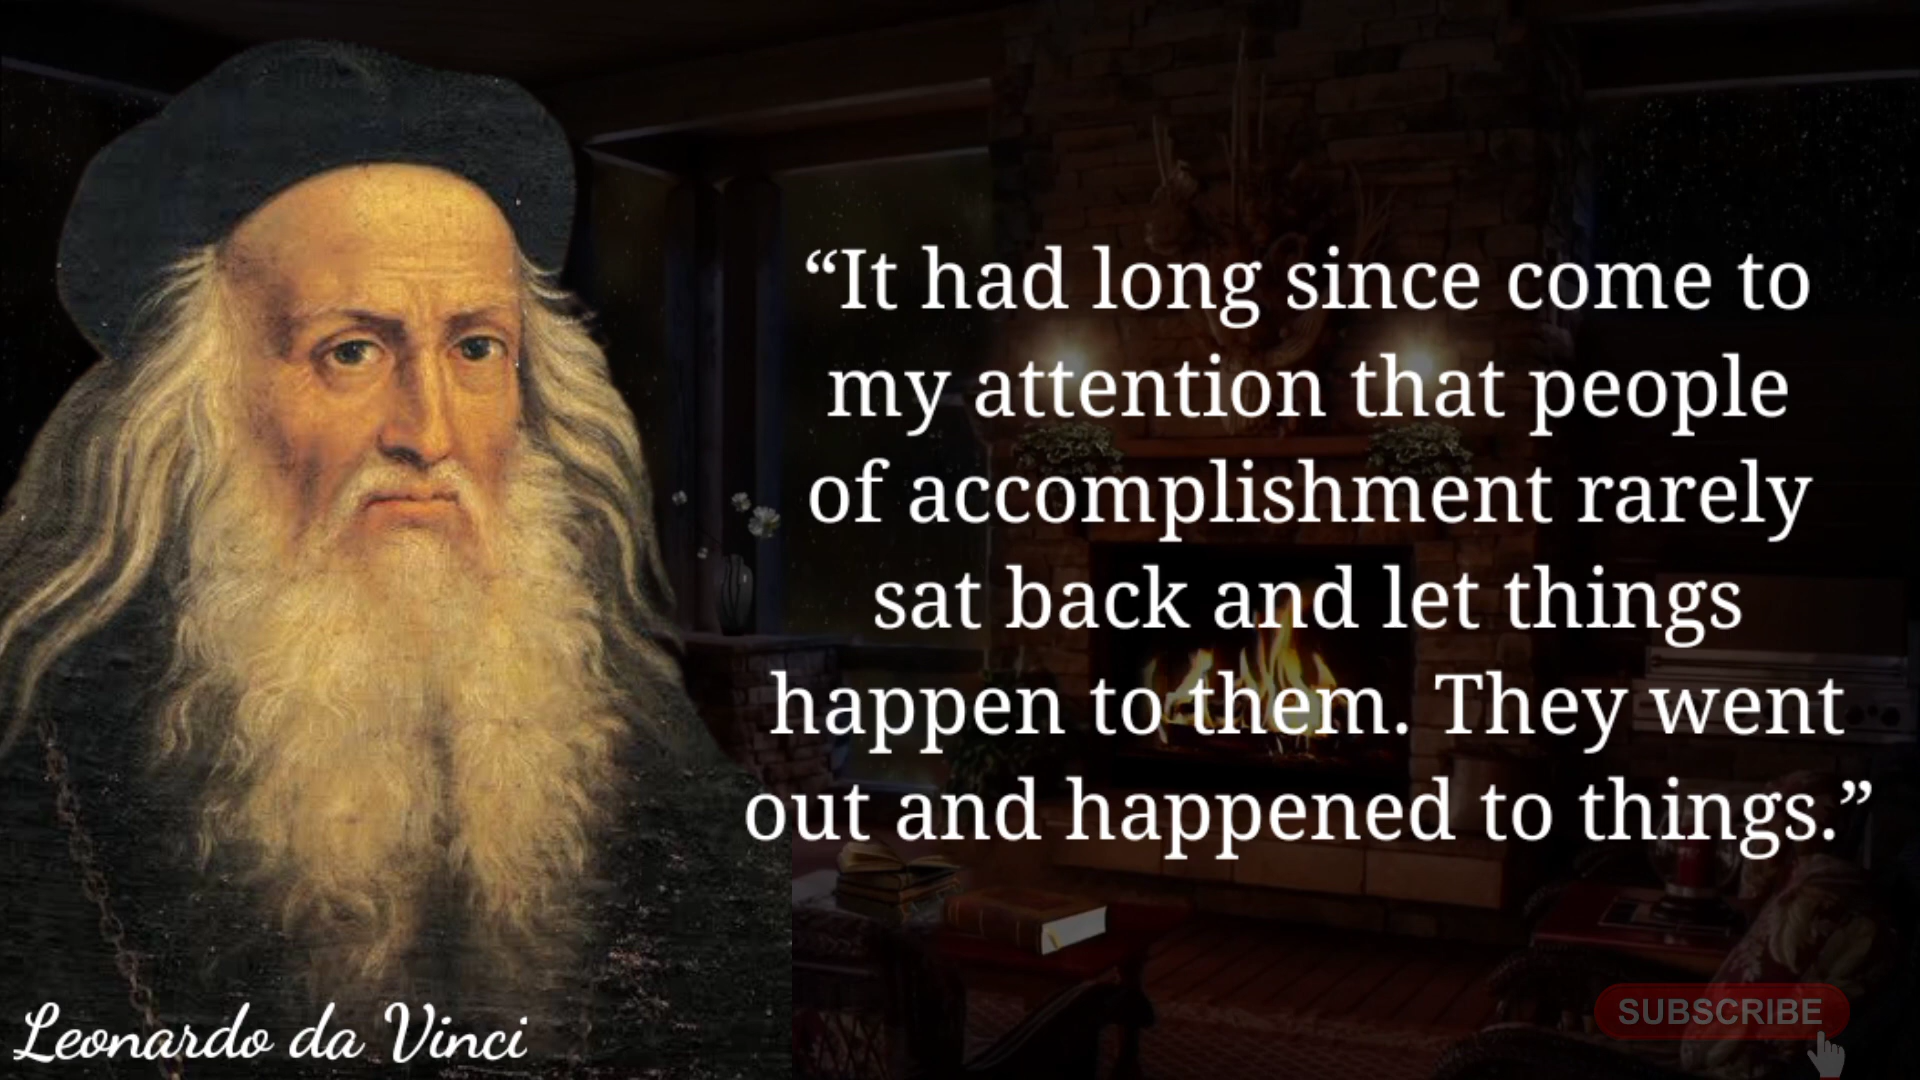 “It had long since come to
my attention that people
of accomplishment rarely
sat back and let things
happen to them. They went
out and happened to things.”
Leonardo da Vinci
SUBSCRIBE